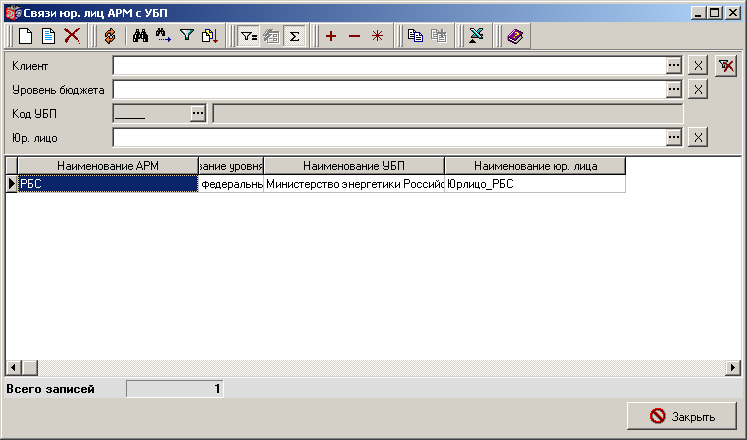 Связи юр. лиц АРМ с УБП
Клиент
Уровень бюджета
Код УБП
Юр. лицо
Наименование АРМ вание уровня Наименование УБП Наименование юр. лица
РБС Федеральны Министерство энергетики Российс Юрлицо_РБС
Всего записей 1
Закрыть